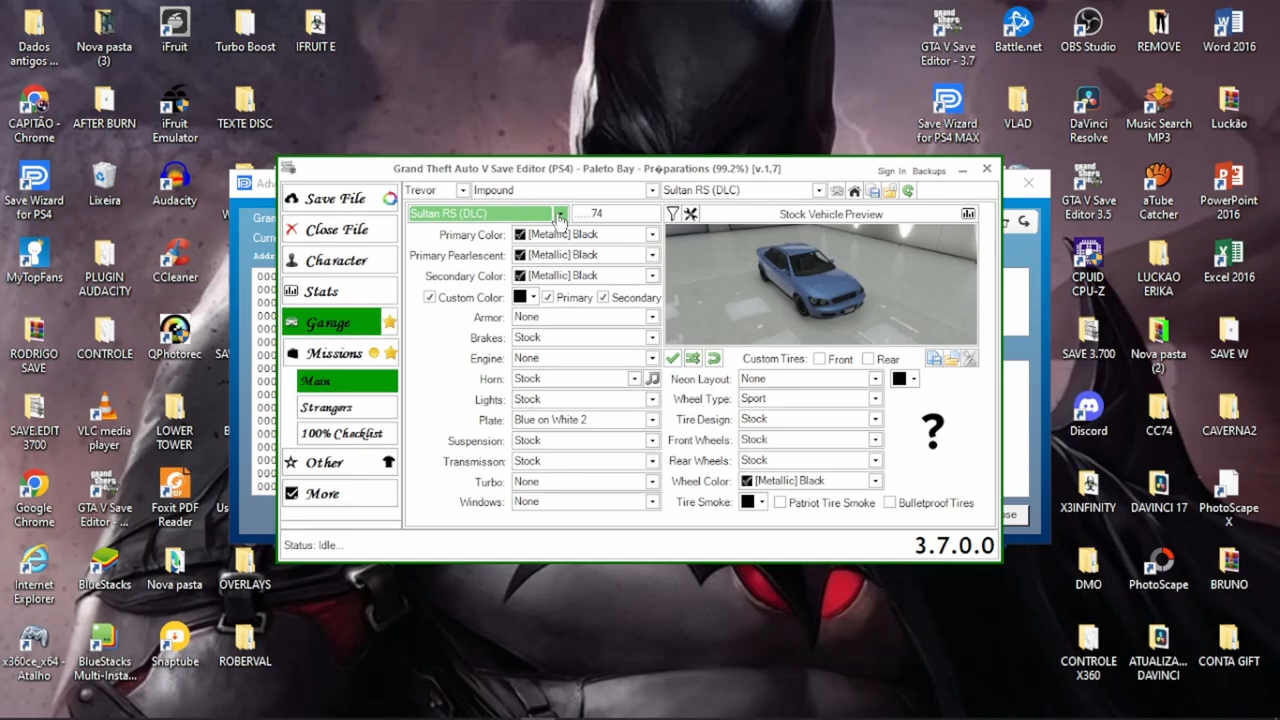 Dados
antigos ...
Nova pasta
(3)
iFruit
Turbo Boost
IFRUIT E
GTA V Save
Editor - 3.7
Battle.net
OBS Studio
REMOVE
Word 2016
CAPITÃO -
Chrome
AFTER BURN
iFruit
Emulator
TEXTE DISC
Save Wizard
for PS4 MAX
VLAD
DaVinci
Resolve
Music Search
MP3
Luckão
Save Wizard
for PS4
Lixeira
Audacity
GTA V Save
Editor 3.5
aTube
Catcher
PowerPoint
2016
MyTopFans
PLUGIN
AUDACITY
CCleaner
CPUID
CPU-Z
LUCKAO
ERIKA
Excel 2016
RODRIGO
SAVE
CONTROLE
QPhotorec
SAVE 3.700
Nova pasta
(2)
SAVE W
SAVE.EDIT
3700
VLC media
player
LOWER
TOWER
Discord
CC74
CAVERNA2
Google
Chrome
GTA V Save
Editor - ...
Foxit PDF
Reader
X3INFINITY
DAVINCI 17
PhotoScape
X
Internet
Explorer
BlueStacks
Nova pasta
OVERLAYS
DMO
PhotoScape
BRUNO
x360ce_x64 -
Atalho
BlueStacks
Multi-Insta...
Snaptube
ROBERVAL
CONTROLE
X360
ATUALIZA...
DAVINCI
CONTA GIFT
Grand Theft Auto V Save Editor (PS4) - Paleto Bay - Pr�parations (99.2%) [v.1,7]
Sign In Backups
Save File
Close File
Character
Stats
Garage
Missions
Main
Strangers
100% Checklist
Other
More
Trevor
Impound
Sultan RS (DLC)
Sultan RS (DLC)
......74
Stock Vehicle Preview
Primary Color: [Metallic] Black
Primary Pearlescent: [Metallic] Black
Secondary Color: [Metallic] Black
Custom Color: Primary Secondary
Armor: None
Brakes: Stock
Engine: None
Horn: Stock
Lights: Stock
Plate: Blue on White 2
Suspension: Stock
Transmisson: Stock
Turbo: None
Windows: None
Custom Tires: Front Rear
Neon Layout: None
Wheel Type: Sport
Tire Design: Stock
Front Wheels: Stock
Rear Wheels: Stock
Wheel Color: [Metallic] Black
Tire Smoke: Patriot Tire Smoke Bulletproof Tires
?
Status: Idle...
3.7.0.0